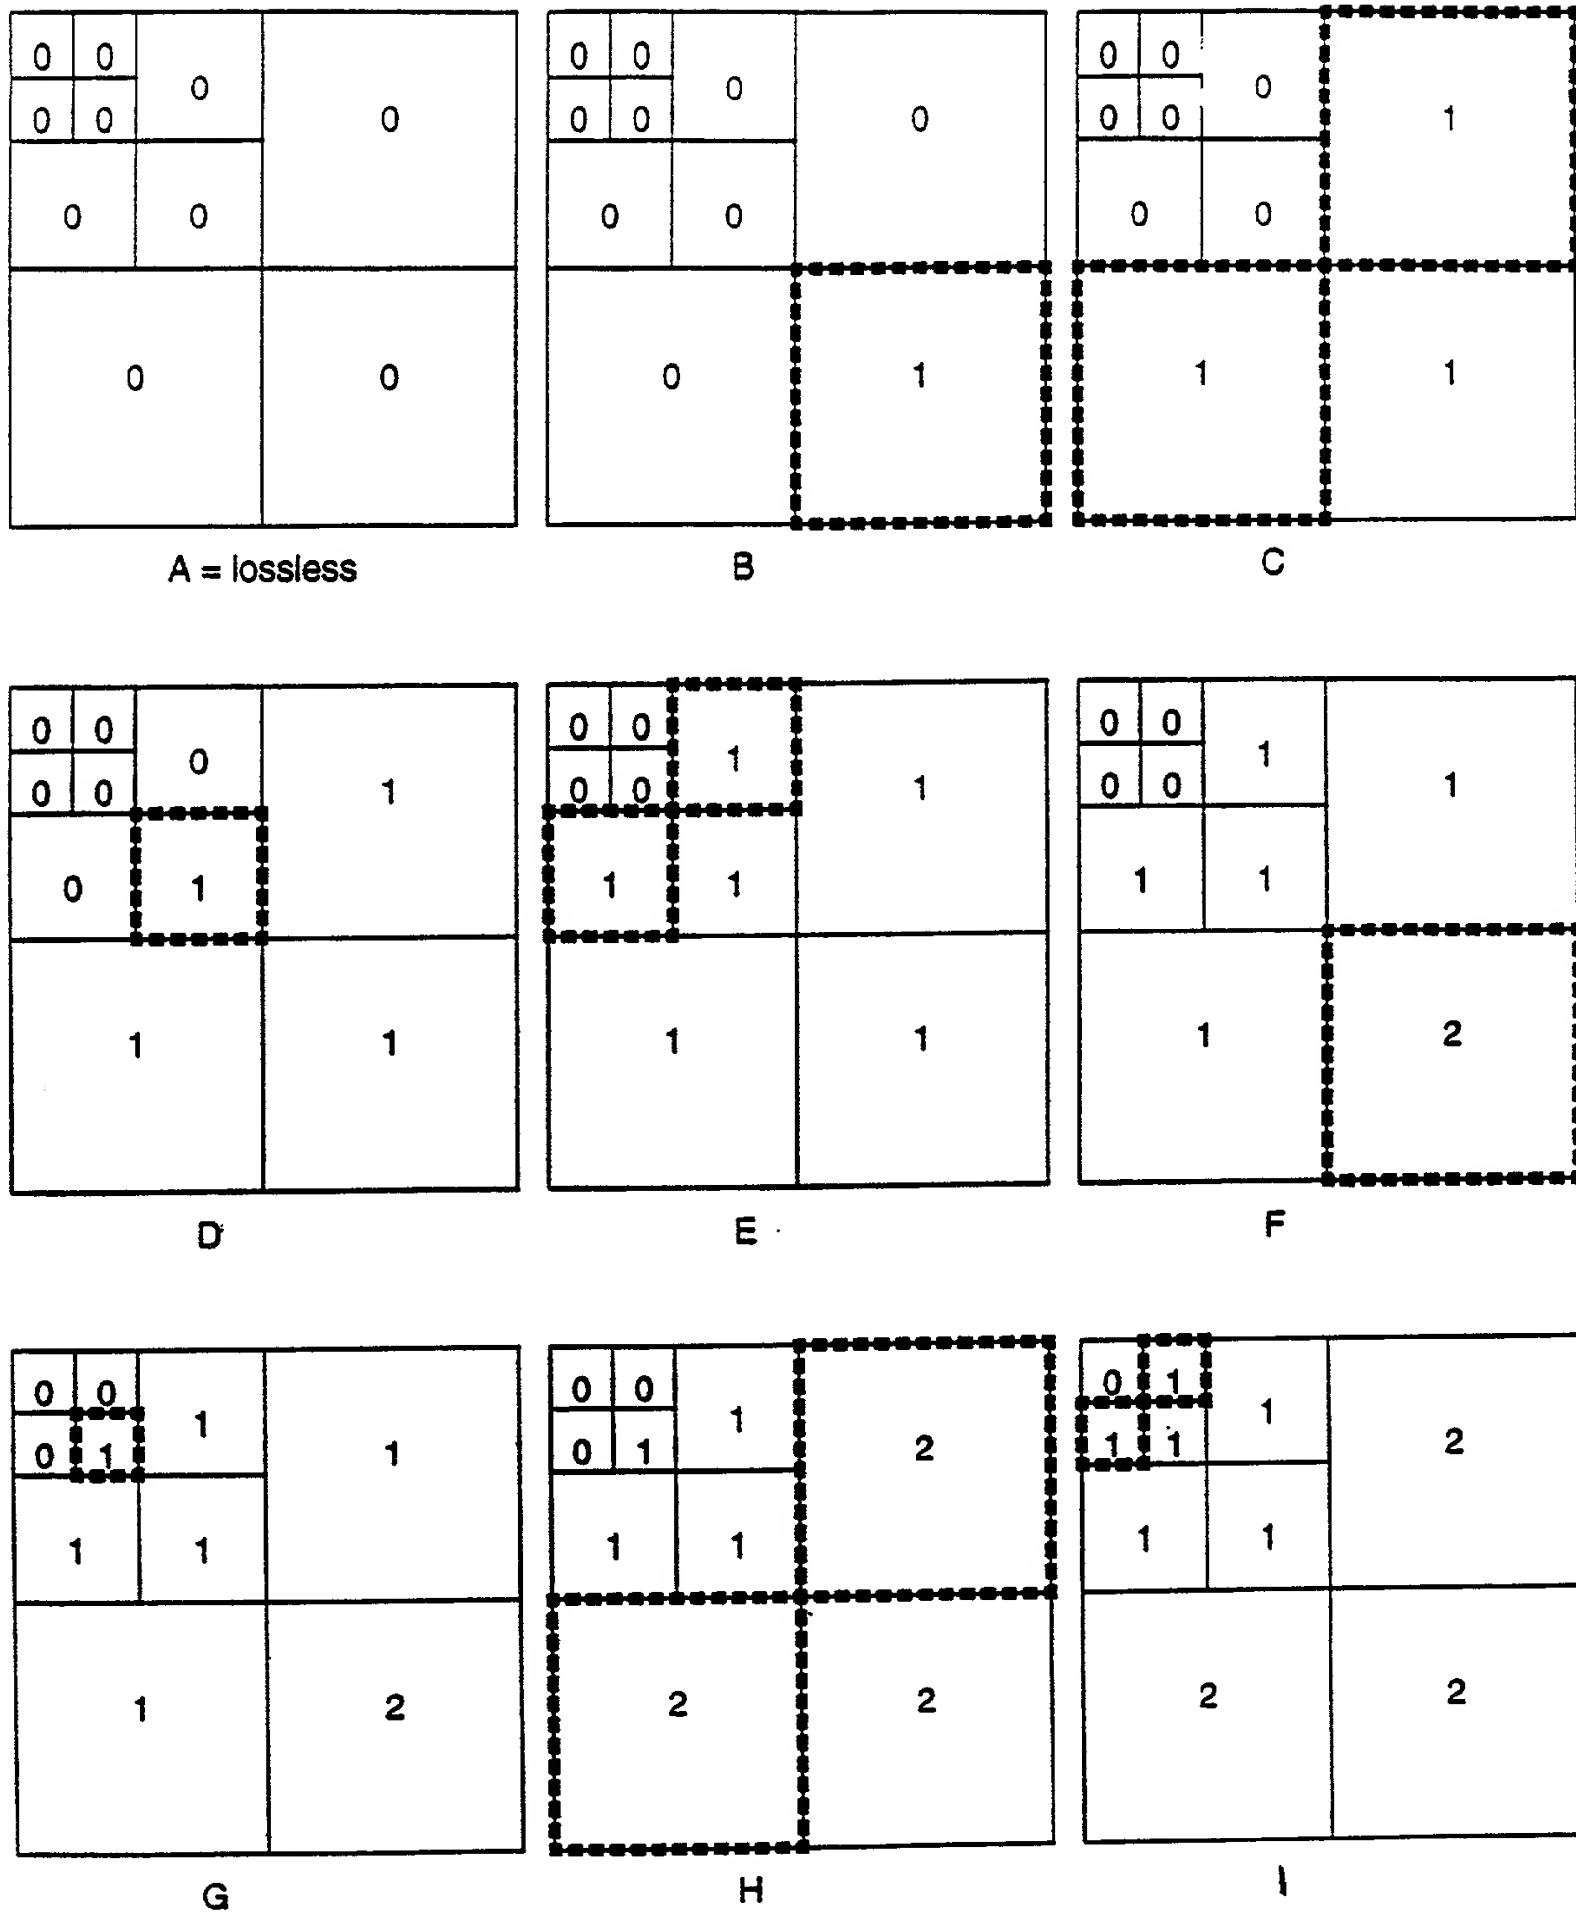 0 0 0 0 0 0 0 0 0
0 0 0 0 0 1
0 0 0 0 0 0
0 0 0 0 0 0
0 0 0 1 1 1
A = lossless B C
0 0 0 0 0 0
0 1 1 1 1 1
0 0 0 0 0 0
0 1 1 1 1 1
1 1 1 1 1 2
D E F
0 0 0 0 0 1
1 1 1 2 1 2
0 1 0 1 1 1
1 1 1 1 1 1
1 2 2 2 2 2
G H I